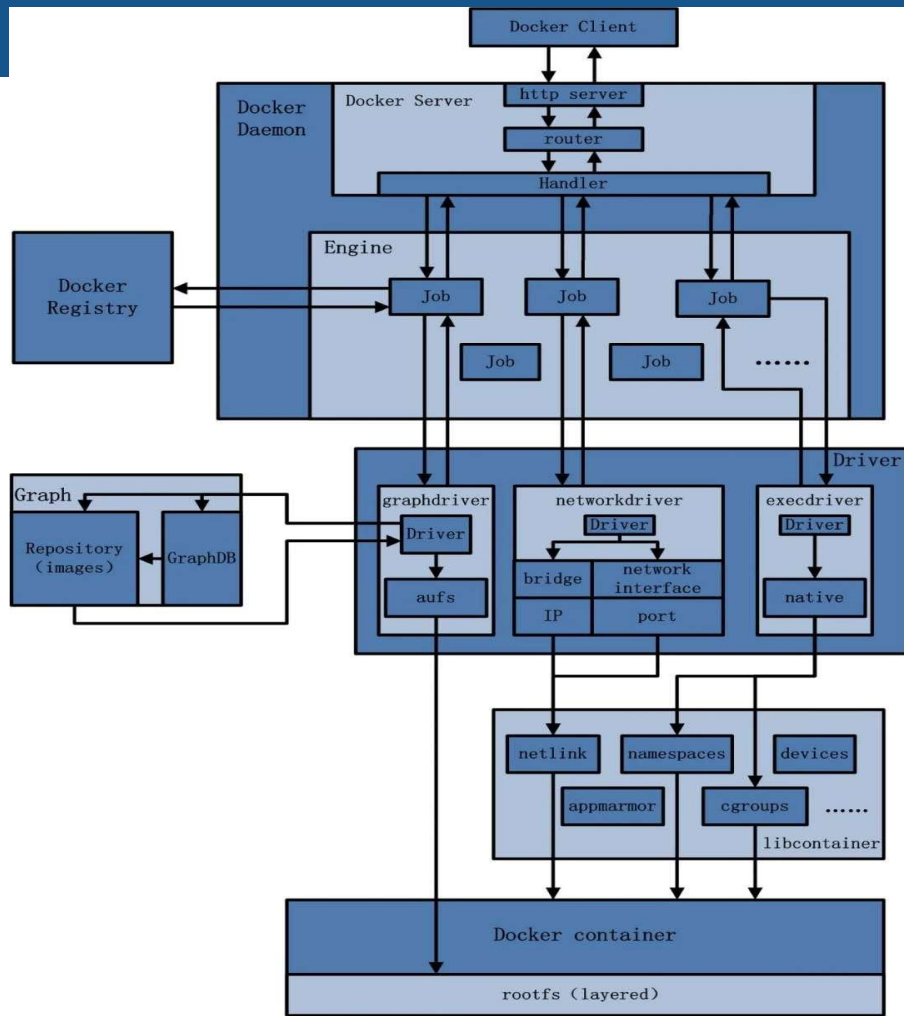 Docker Client
Docker
Daemon
Docker Server
http server
router
Handler
Engine
Docker
Registry
Job
Job
Job
Job
Job
......
Driver
Graph
Repository
(images)
GraphDB
graphdriver
Driver
aufs
networkdriver
Driver
bridge
network
interface
IP
port
execdriver
Driver
native
netlink
namespaces
devices
appmarmor
cgroups
......
libcontainer
Docker container
rootfs (layered)